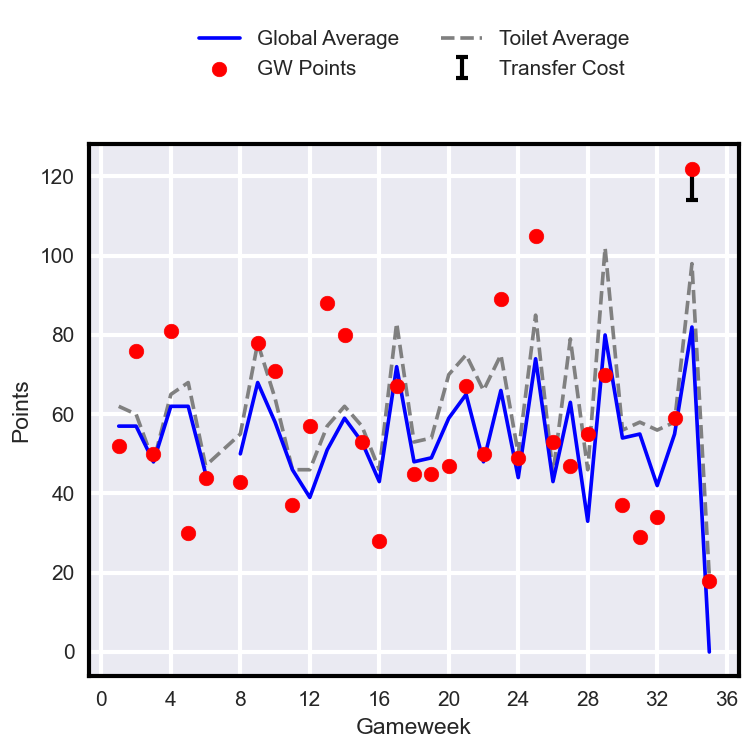 Global Average
Toilet Average
GW Points
Transfer Cost
120
100
80
60
40
20
0
Points
0 4 8 12 16 20 24 28 32 36
Gameweek